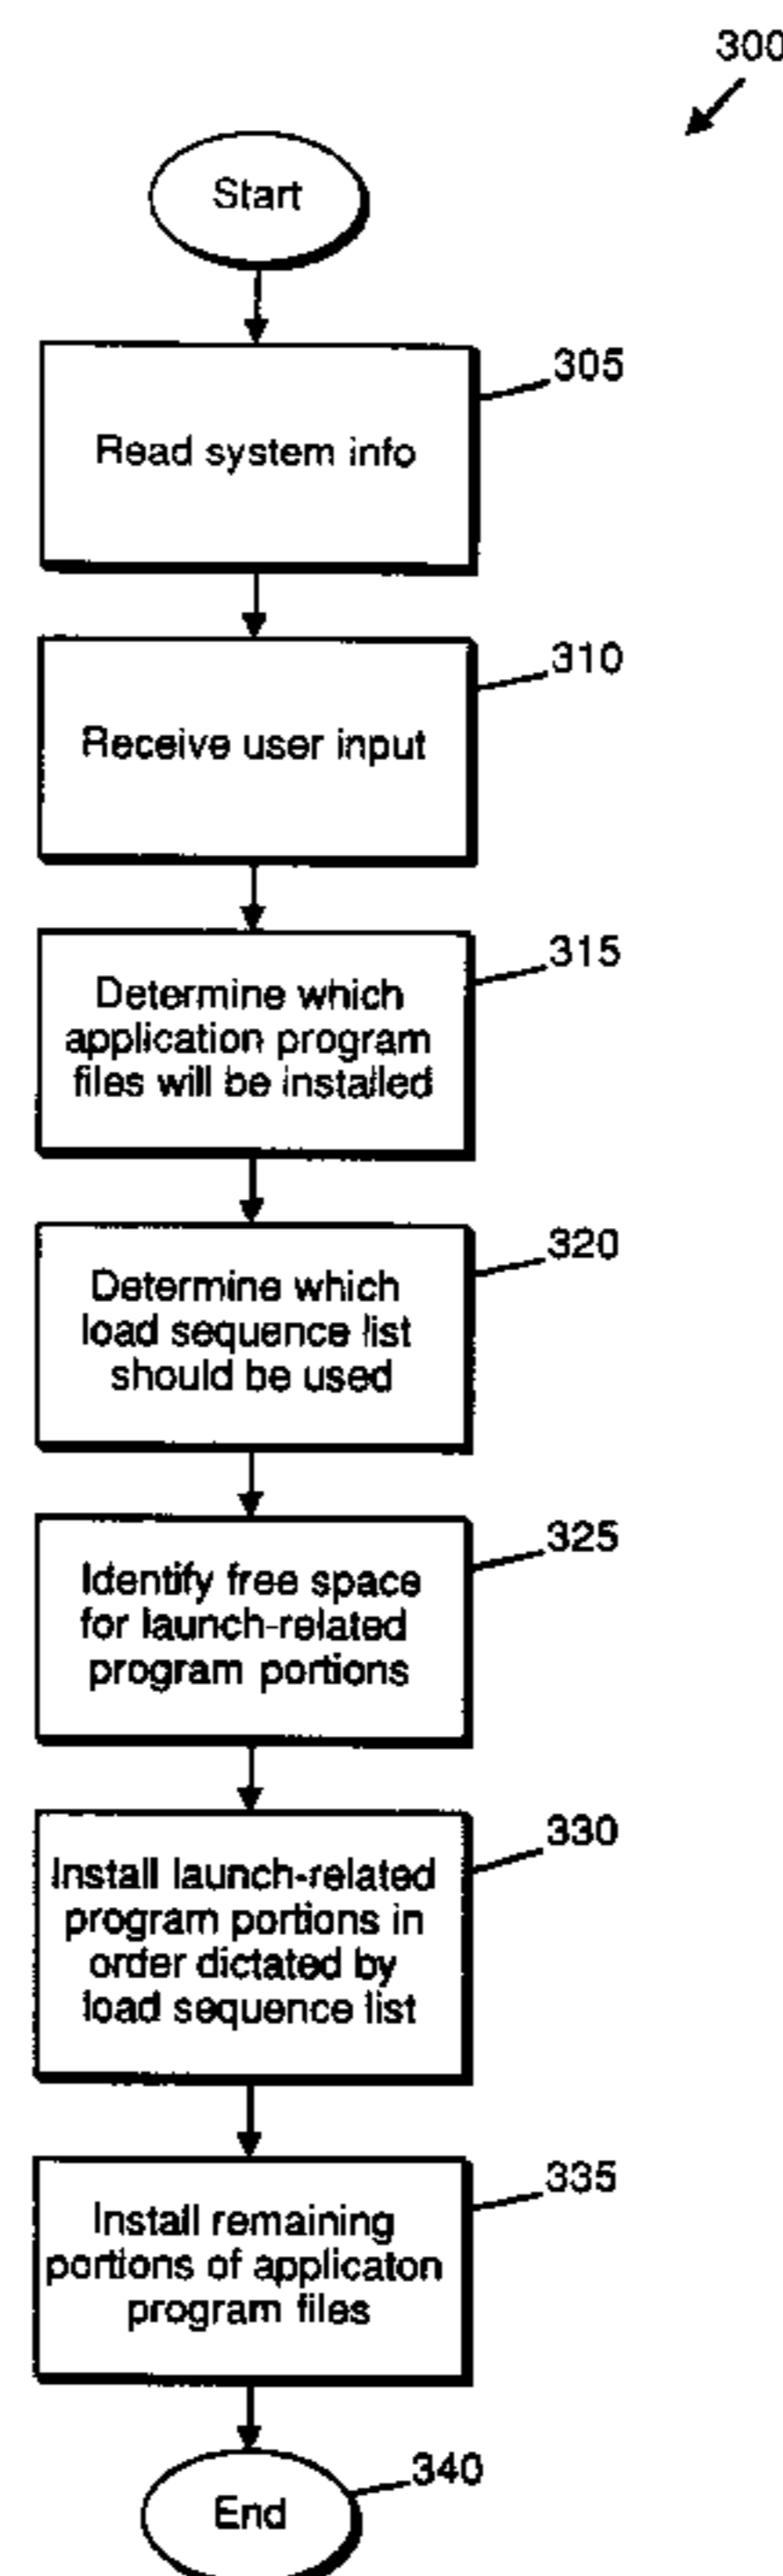 300
Start
305
Read system info
310
Receive user input
315
Determine which
application program
files will be installed
320
Determine which
load sequence list
should be used
325
Identify free space
for launch-related
program portions
330
Install launch-related
program portions in
order dictated by
load sequence list
335
Install remaining
portions of applicaton
program files
340
End